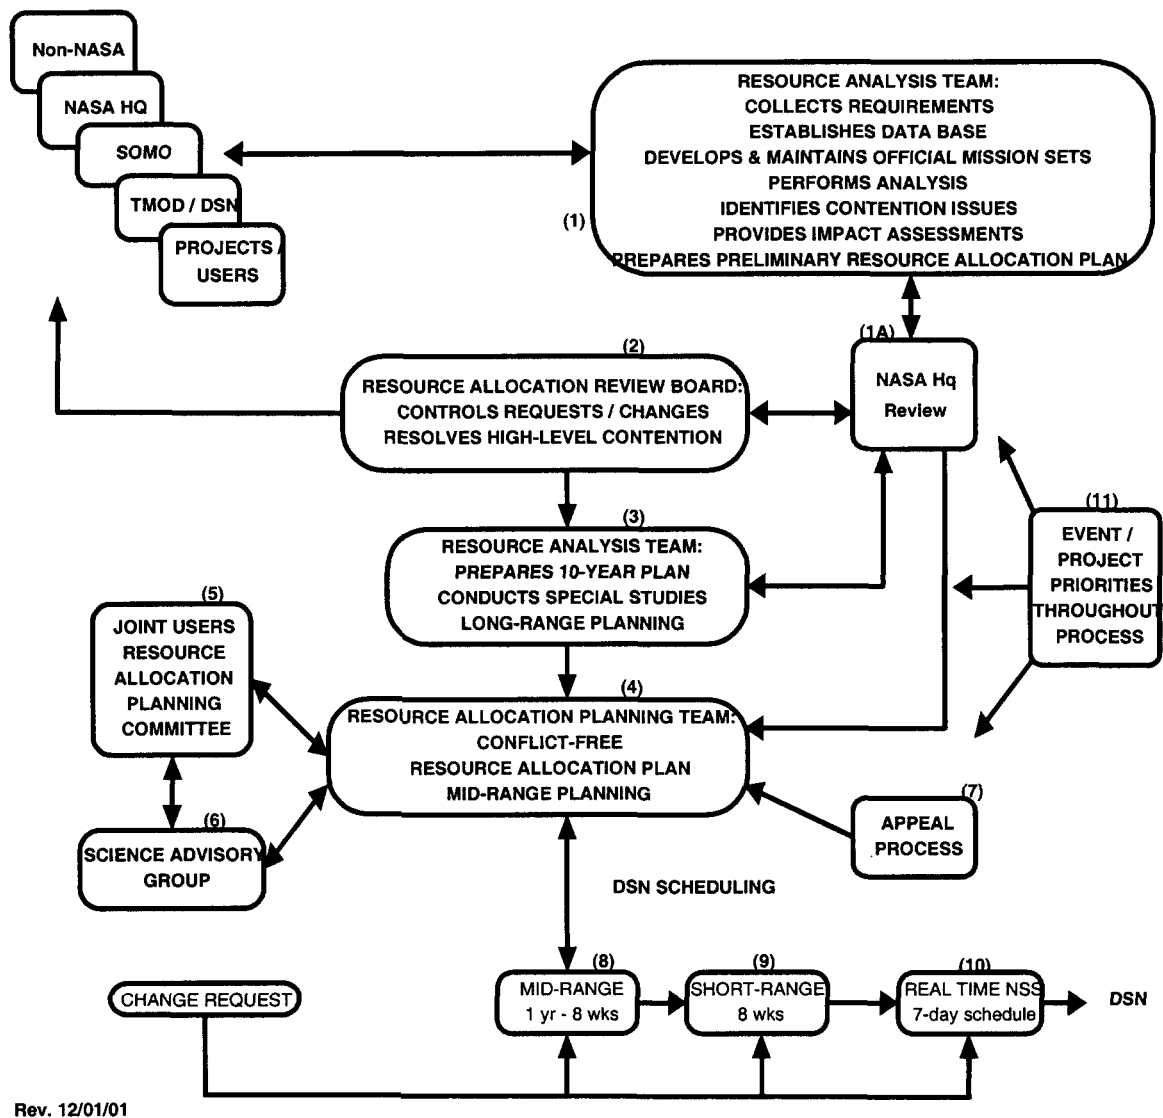 Non-NASA
NASA HQ
SOMO
TMOD / DSN
PROJECTS /
USERS
RESOURCE ANALYSIS TEAM:
COLLECTS REQUIREMENTS
ESTABLISHES DATA BASE
DEVELOPS & MAINTAINS OFFICIAL MISSION SETS
PERFORMS ANALYSIS
IDENTIFIES CONTENTION ISSUES
PROVIDES IMPACT ASSESSMENTS
PREPARES PRELIMINARY RESOURCE ALLOCATION PLAN
(1)
(1A)
NASA Hq
Review
(2)
RESOURCE ALLOCATION REVIEW BOARD:
CONTROLS REQUESTS / CHANGES
RESOLVES HIGH-LEVEL CONTENTION
(3)
RESOURCE ANALYSIS TEAM:
PREPARES 10-YEAR PLAN
CONDUCTS SPECIAL STUDIES
LONG-RANGE PLANNING
(11)
EVENT /
PROJECT
PRIORITIES
THROUGHOUT
PROCESS
(5)
JOINT USERS
RESOURCE
ALLOCATION
PLANNING
COMMITTEE
(4)
RESOURCE ALLOCATION PLANNING TEAM:
CONFLICT-FREE
RESOURCE ALLOCATION PLAN
MID-RANGE PLANNING
(7)
APPEAL
PROCESS
(6)
SCIENCE ADVISORY
GROUP
DSN SCHEDULING
(8)
MID-RANGE
1 yr - 8 wks
(9)
SHORT-RANGE
8 wks
(10)
REAL TIME NSS
7-day schedule
DSN
CHANGE REQUEST
Rev. 12/01/01